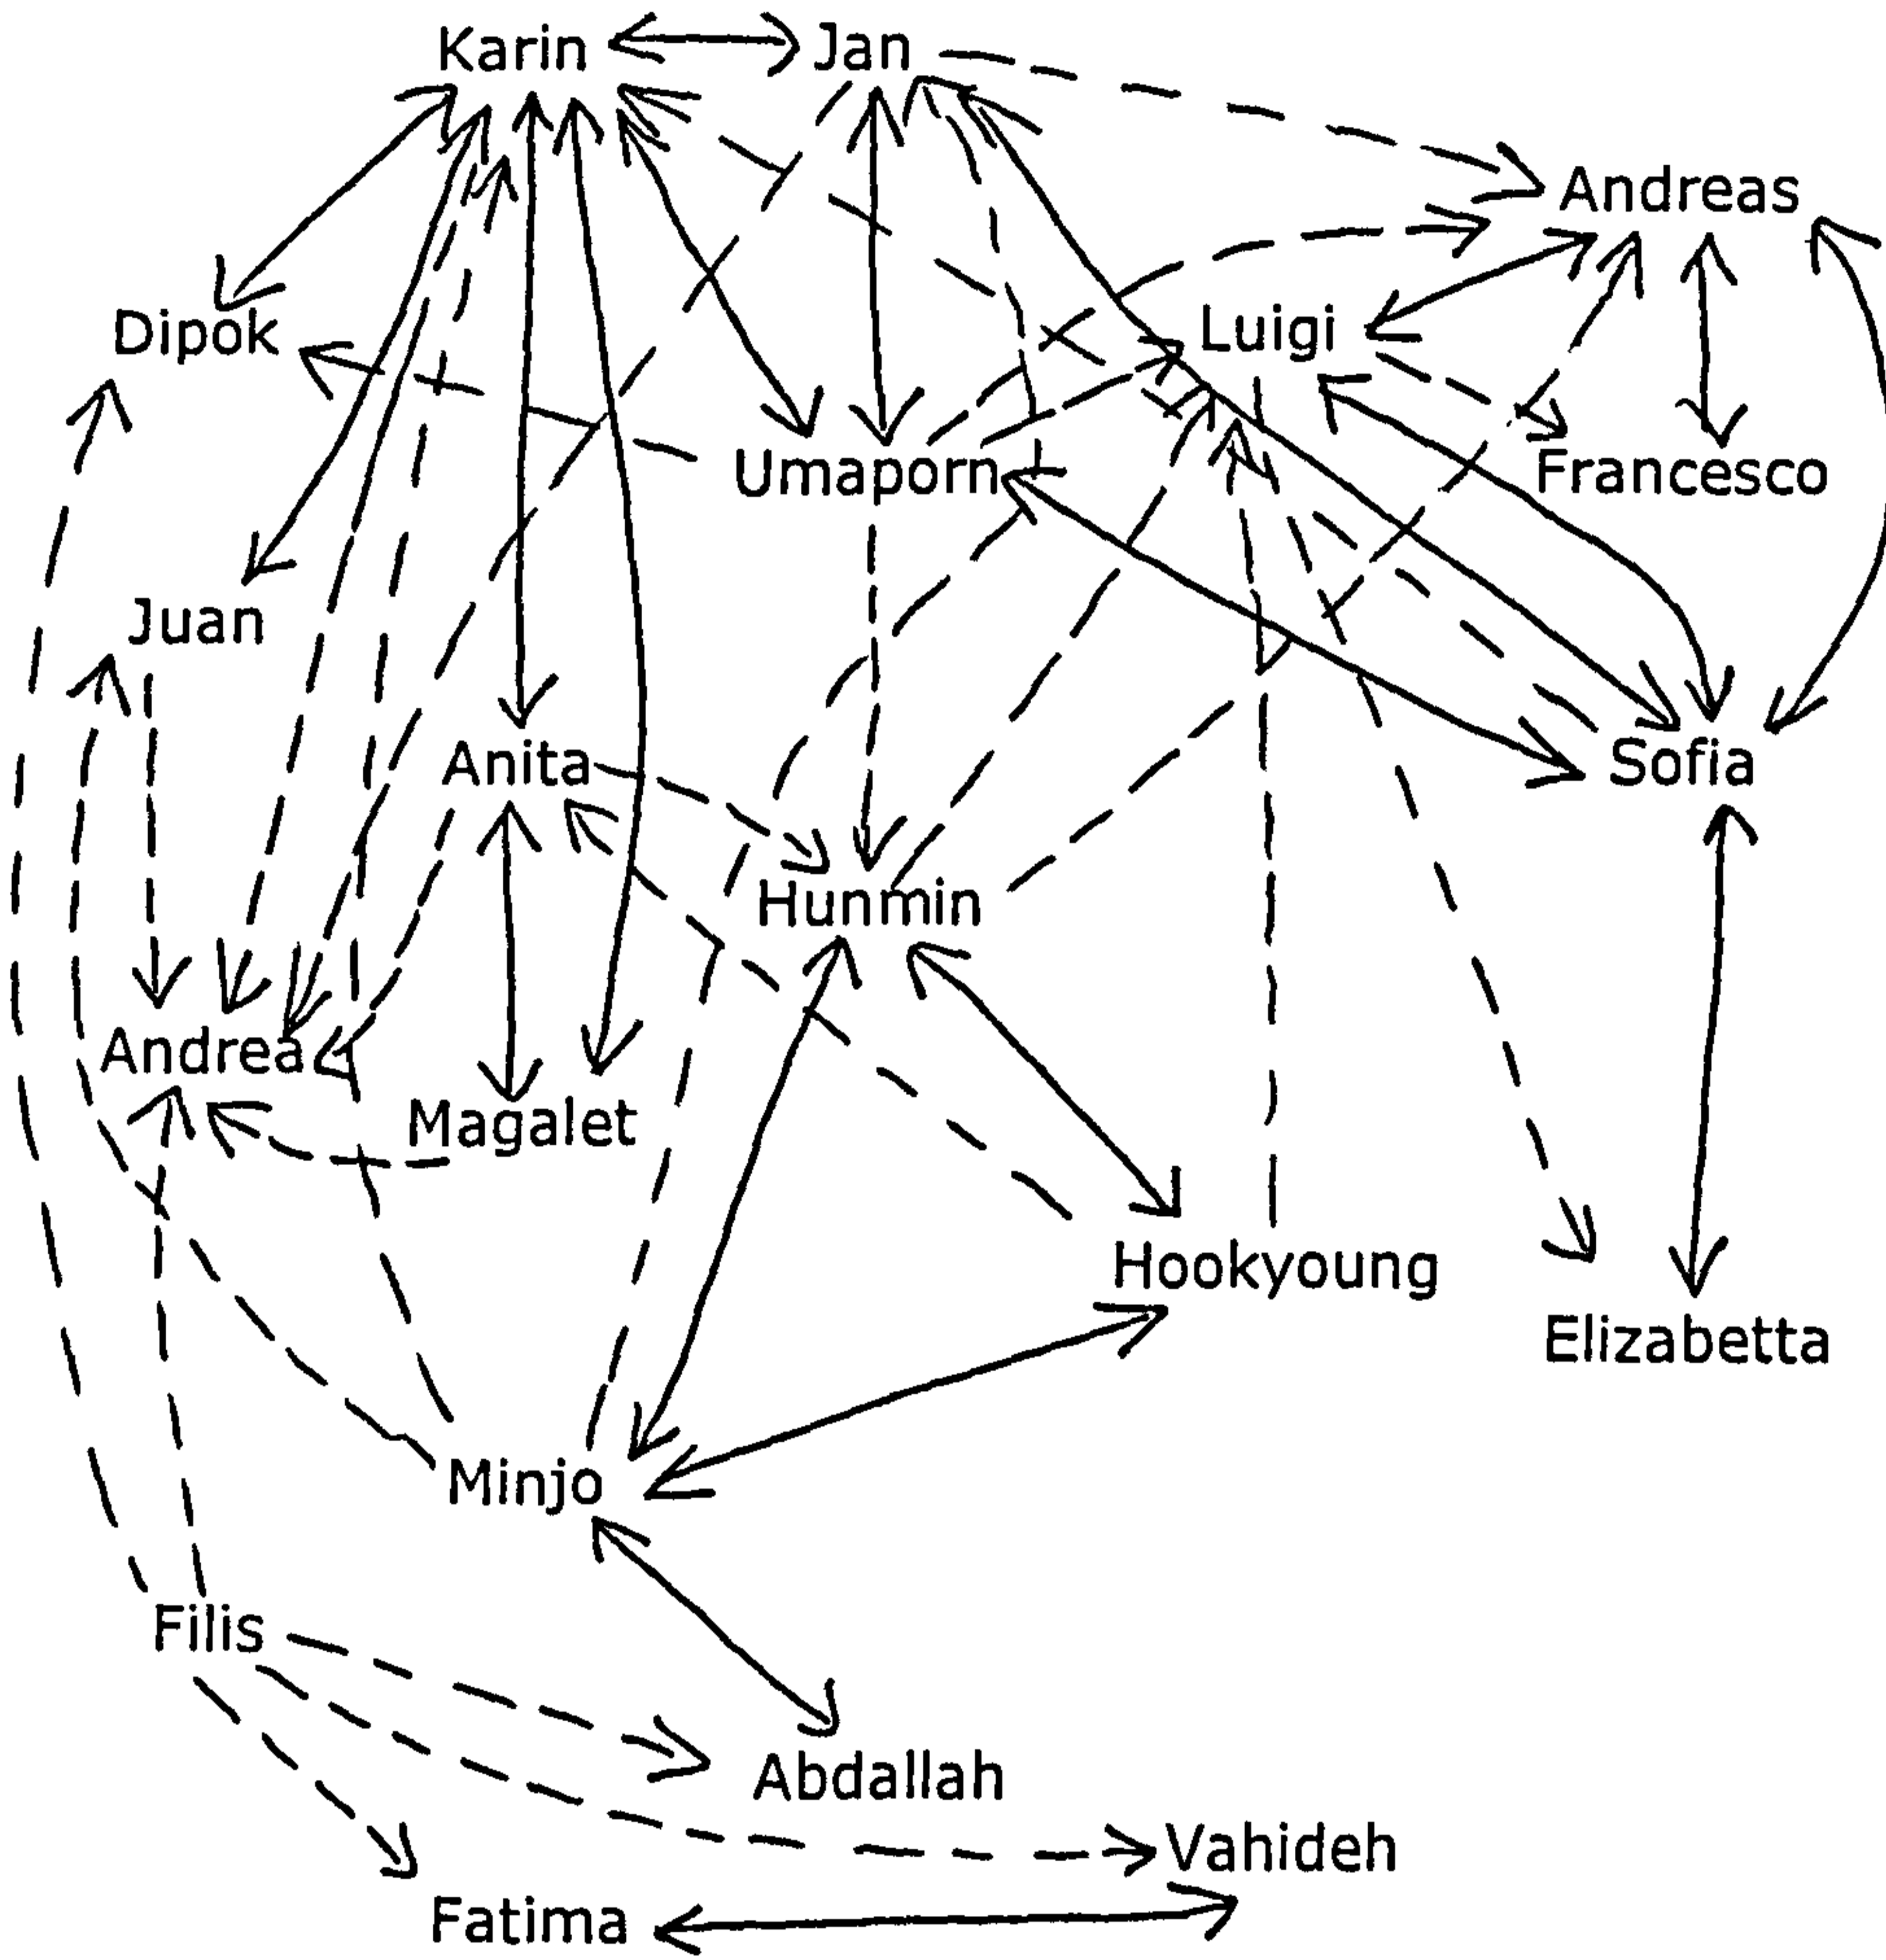 Karin
Jan
Andreas
Dipok
Luigi
Umaporn
Francesco
Juan
Anita
Sofia
Hunmin
Andrea
Magalet
Hookyoung
Elizabetta
Minjo
Filis
Abdallah
Vahideh
Fatima